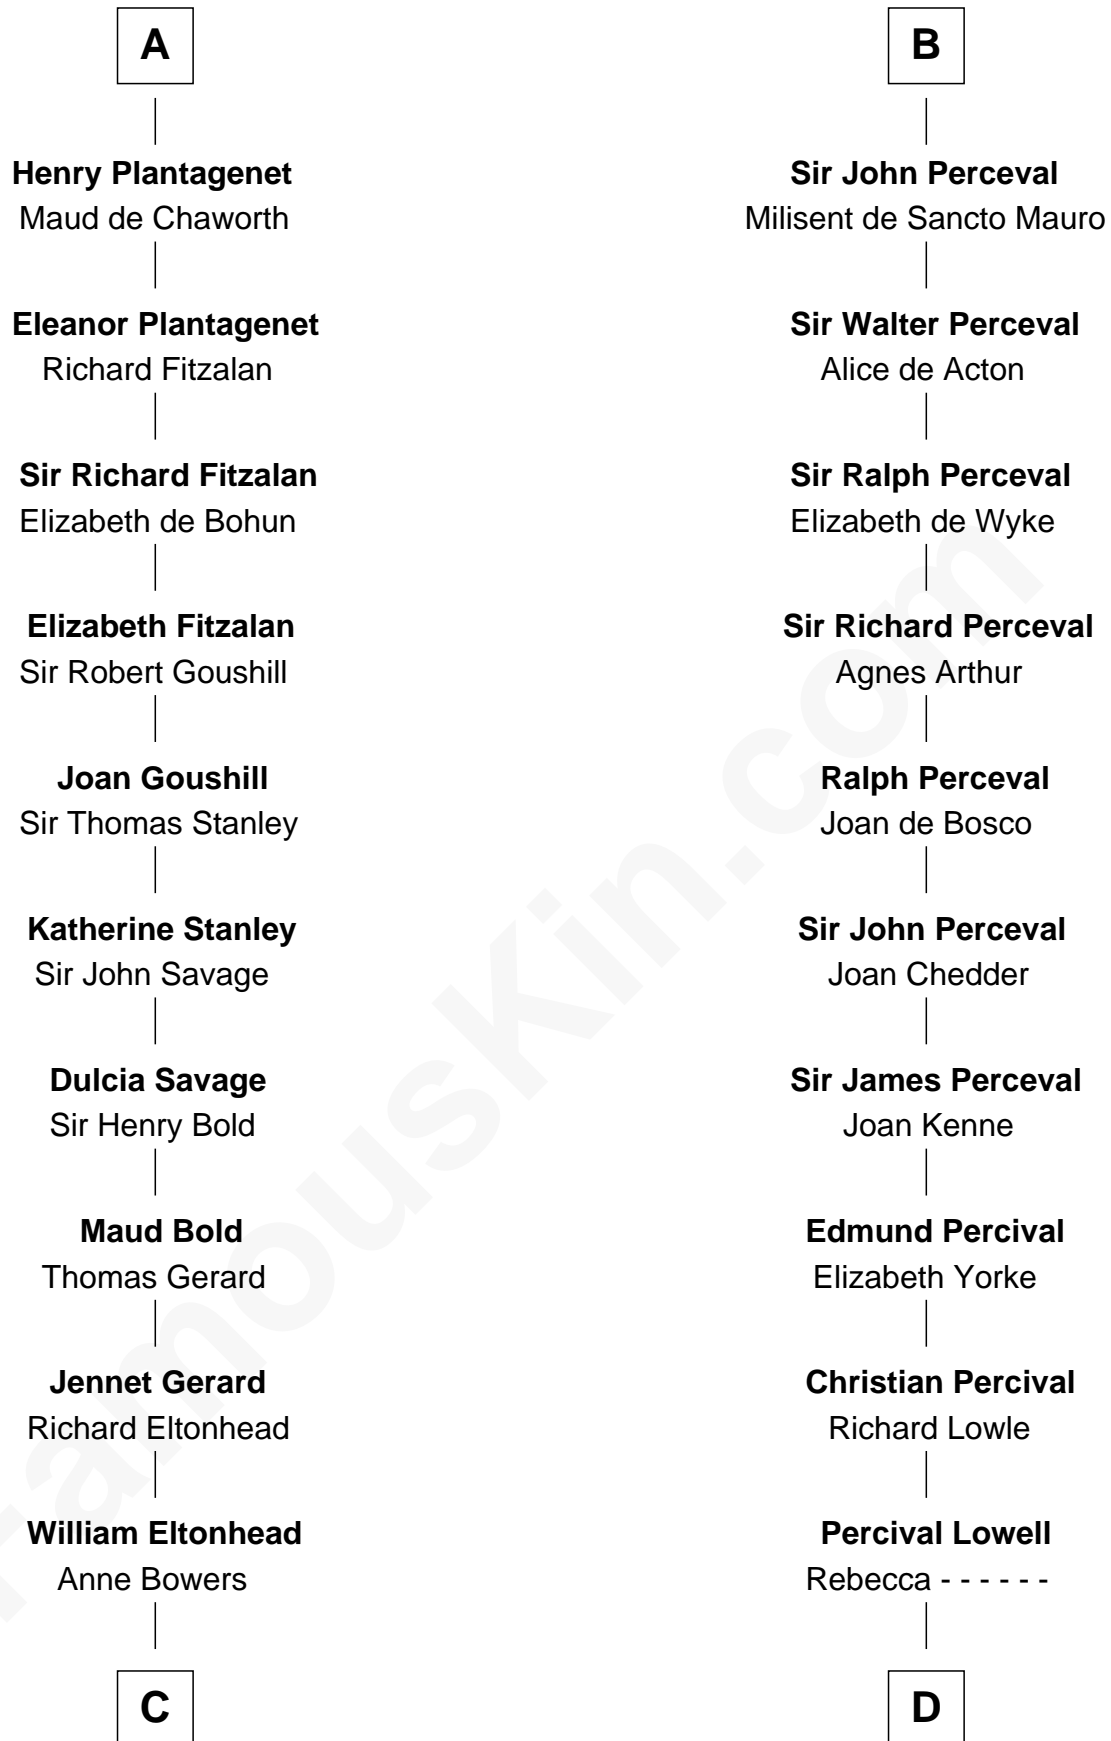 A
Henry Plantagenet
Maud de Chaworth
Eleanor Plantagenet
Richard Fitzalan
Sir Richard Fitzalan
Elizabeth de Bohun
Elizabeth Fitzalan
Sir Robert Goushill
Joan Goushill
Sir Thomas Stanley
Katherine Stanley
Sir John Savage
Dulcia Savage
Sir Henry Bold
Maud Bold
Thomas Gerard
Jennet Gerard
Richard Eltonhead
William Eltonhead
Anne Bowers
C
B
Sir John Perceval
Milisent de Sancto Mauro
Sir Walter Perceval
Alice de Acton
Sir Ralph Perceval
Elizabeth de Wyke
Sir Richard Perceval
Agnes Arthur
Ralph Perceval
Joan de Bosco
Sir John Perceval
Joan Chedder
Sir James Perceval
Joan Kenne
Edmund Percival
Elizabeth Yorke
Christian Percival
Richard Lowle
Percival Lowell
Rebecca - - - - - -
D
FamousKin.com